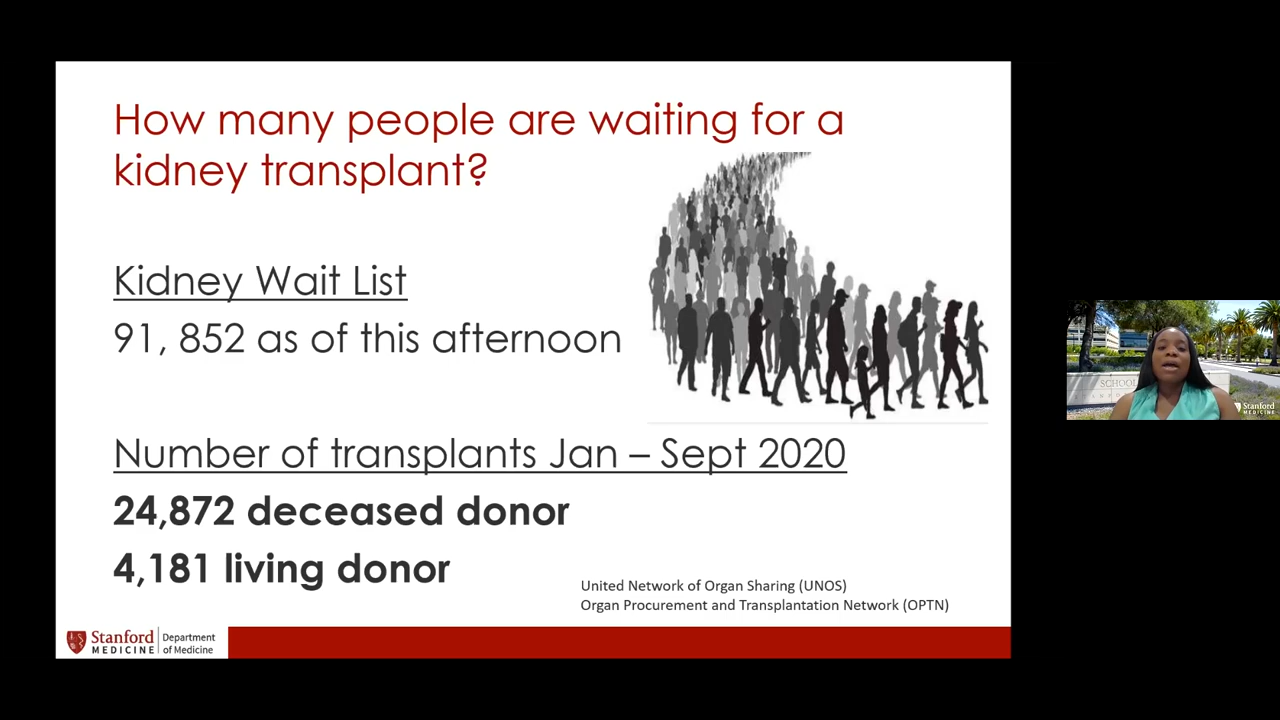 How many people are waiting for a
kidney transplant?
Kidney Wait List
91, 852 as of this afternoon
Number of transplants Jan – Sept 2020
24,872 deceased donor
4,181 living donor
United Network of Organ Sharing (UNOS)
Organ Procurement and Transplantation Network (OPTN)
Stanford
MEDICINE
Department
of Medicine
SCHOOL
Stanford
MEDICINE